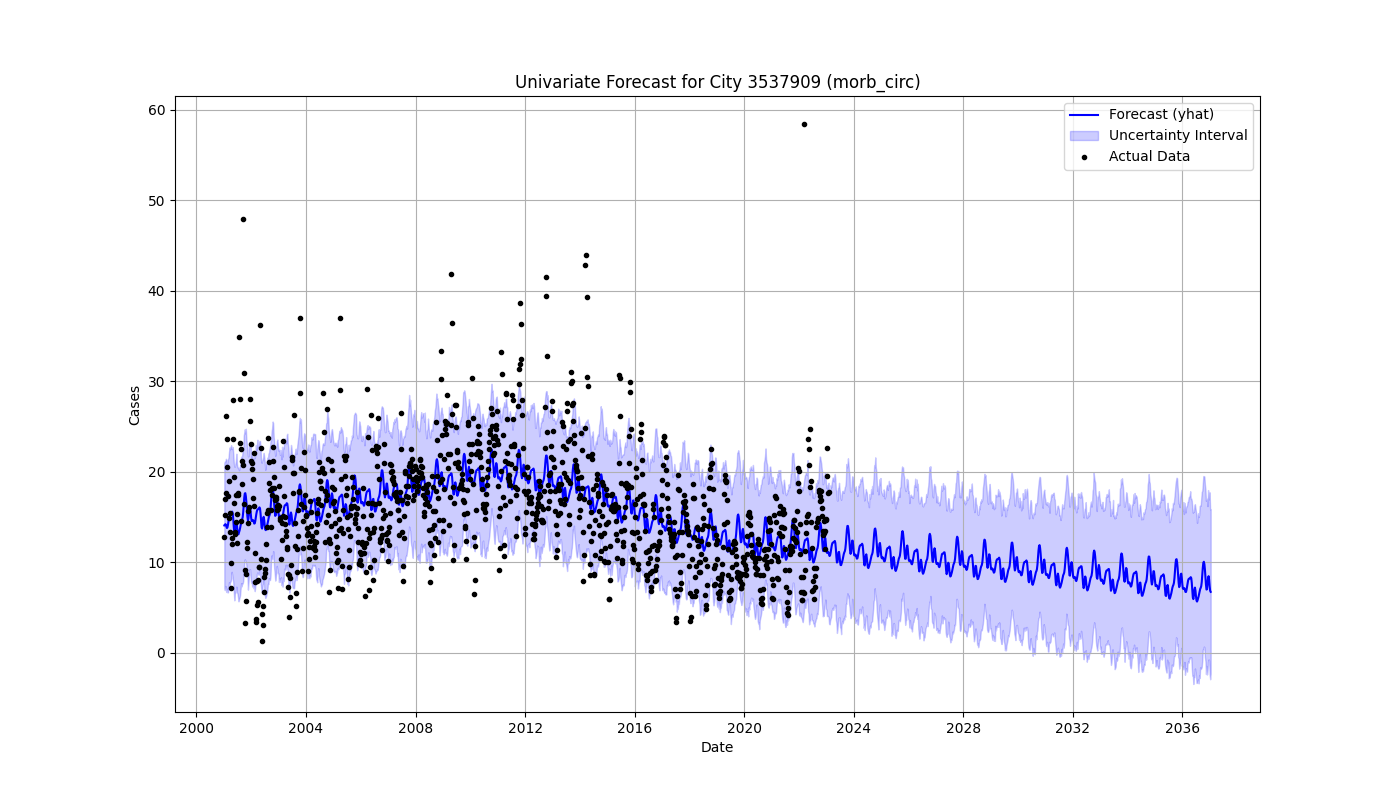 Univariate Forecast for City 3537909 (morb_circ)
Forecast (yhat)
Uncertainty Interval
Actual Data
Cases
60
50
40
30
20
10
0
2000 2004 2008 2012 2016 2020 2024 2028 2032 2036
Date